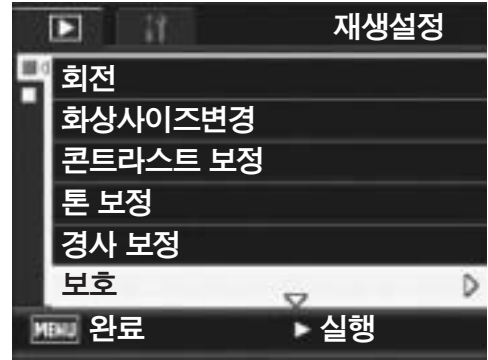 재생설정
회전
화상사이즈변경
콘트라스트 보정
톤 보정
경사 보정
보호
MENU 완료 ▶ 실행